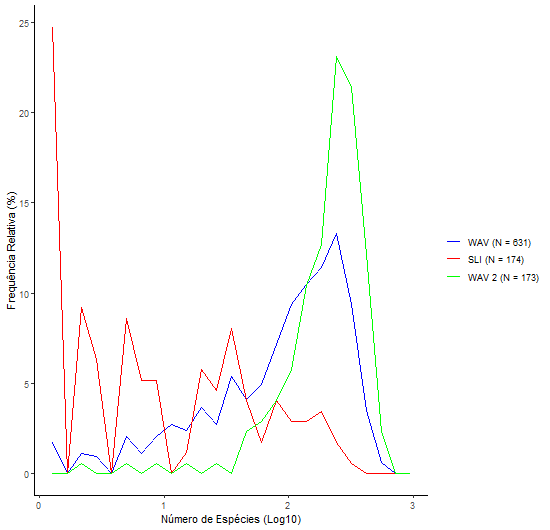 25
20
15
10
5
0
Frequência Relativa (%)
0
1
2
3
Número de Espécies (Log10)
WAV (N = 631)
SLI (N = 174)
WAV 2 (N = 173)